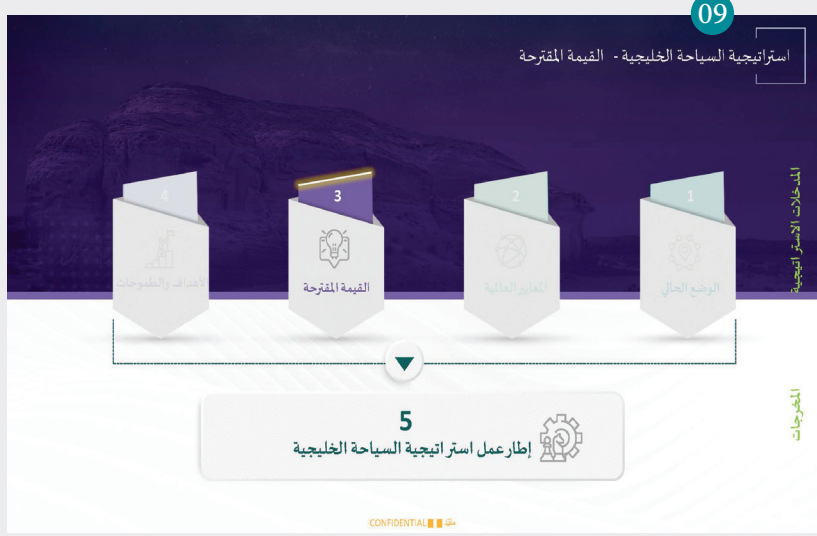 09
استراتيجية السياحة الخليجية - القيمة المقترحة
المدخلات الاستراتيجية
1
الوضع الحالي
2
المعايير العالمية
3
القيمة المقترحة
4
الأهداف والطموحات
المخرجات
5
إطار عمل استراتيجية السياحة الخليجية
CONFIDENTIAL